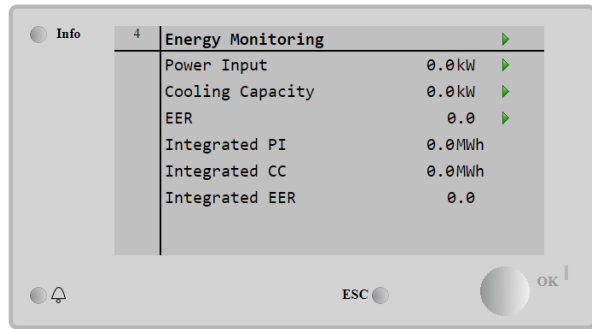 Info
4 Energy Monitoring
Power Input 0.0kW
Cooling Capacity 0.0kW
EER 0.0
Integrated PI 0.0MWh
Integrated CC 0.0MWh
Integrated EER 0.0
ESC
OK